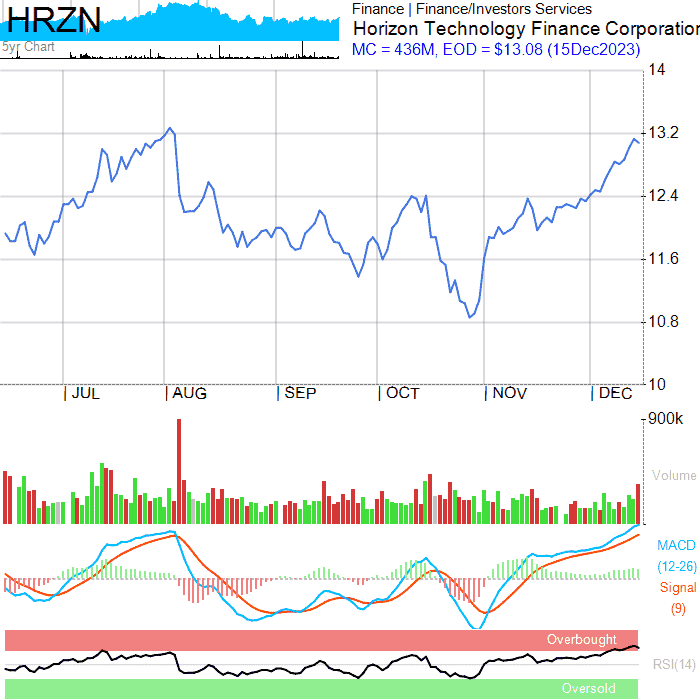 HRZN
5yr Chart
Finance | Finance/Investors Services
Horizon Technology Finance Corporation
MC = 436M, EOD = $13.08 (15Dec2023)
14
13.2
12.4
11.6
10.8
10
JUL AUG SEP OCT NOV DEC
900k
Volume
MACD
(12-26)
Signal
(9)
Overbought
RSI(14)
Oversold